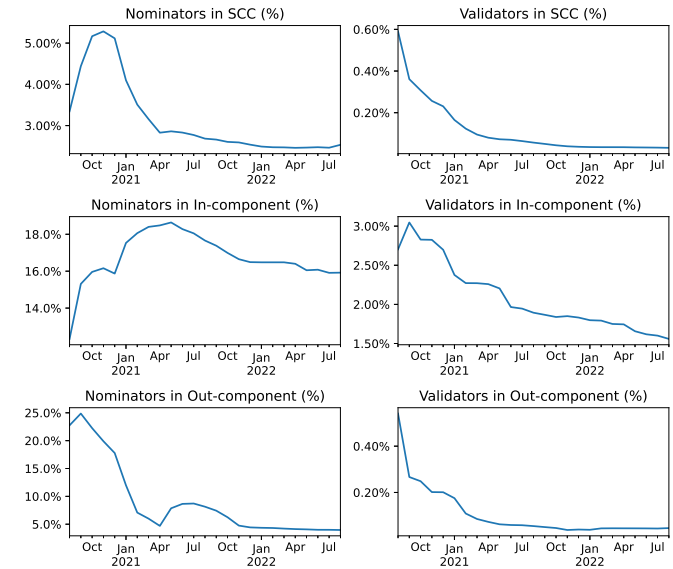 Nominators in SCC (%)
5.00%
4.00%
3.00%
Oct Jan Apr Jul Oct Jan Apr Jul
2021 2022
Validators in SCC (%)
0.60%
0.40%
0.20%
Oct Jan Apr Jul Oct Jan Apr Jul
2021 2022
Nominators in In-component (%)
18.0%
16.0%
14.0%
Oct Jan Apr Jul Oct Jan Apr Jul
2021 2022
Validators in In-component (%)
3.00%
2.50%
2.00%
1.50%
Oct Jan Apr Jul Oct Jan Apr Jul
2021 2022
Nominators in Out-component (%)
25.0%
20.0%
15.0%
10.0%
5.0%
Oct Jan Apr Jul Oct Jan Apr Jul
2021 2022
Validators in Out-component (%)
0.40%
0.20%
Oct Jan Apr Jul Oct Jan Apr Jul
2021 2022